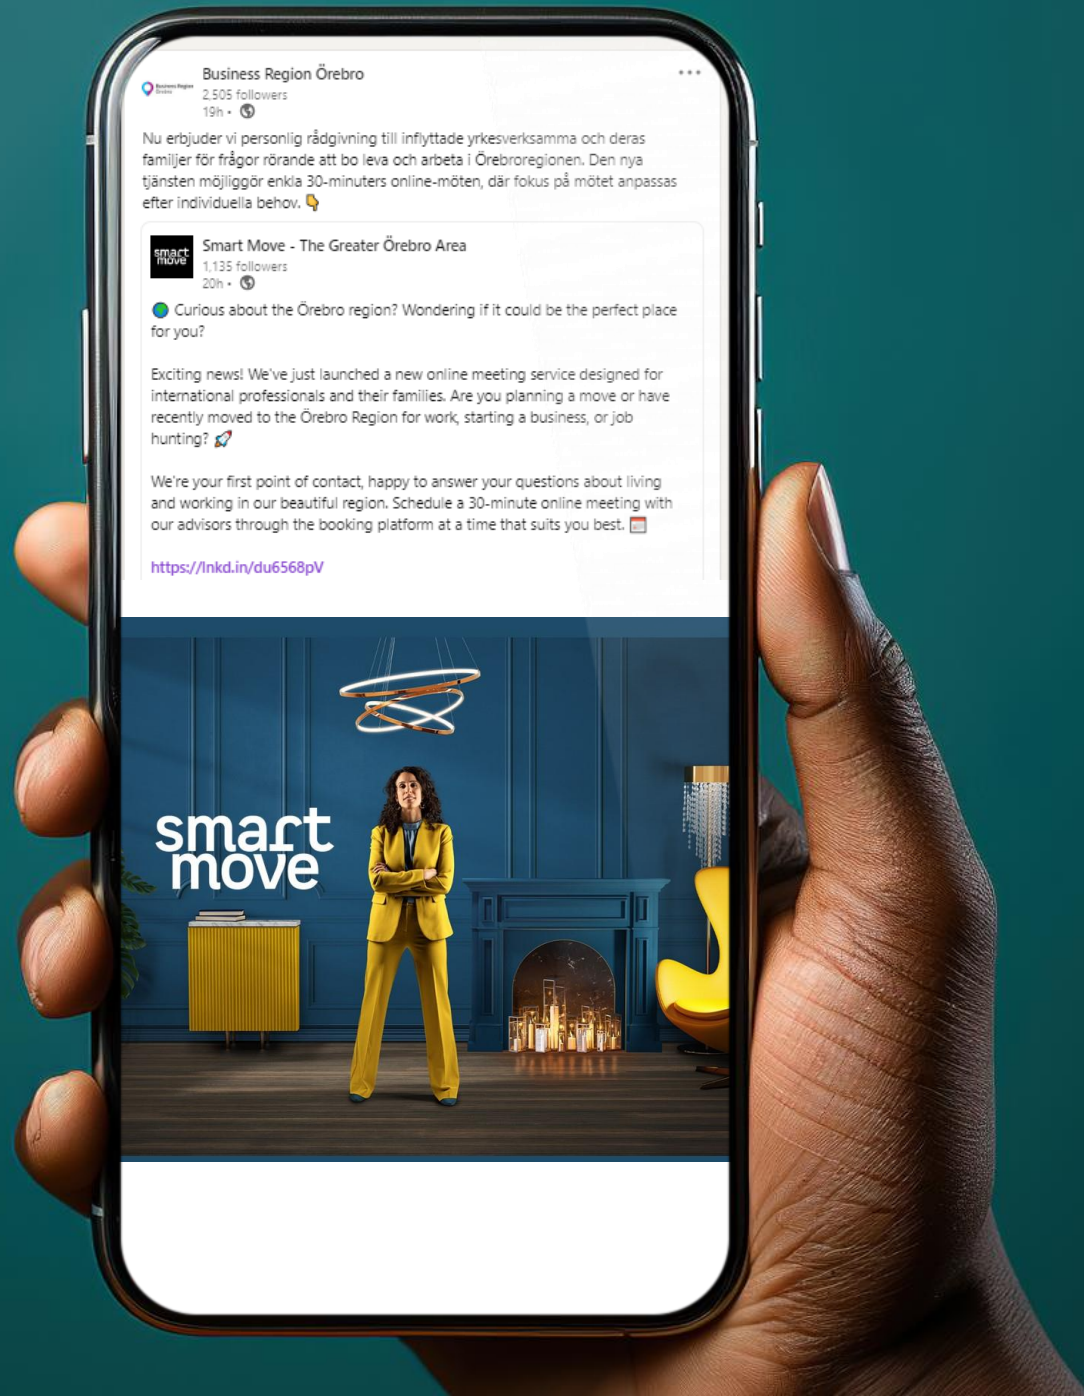 Business Region Örebro
2,505 followers
19h •
Business Region
Örebro
Nu erbjuder vi personlig rådgivning till inflyttade yrkesverksamma och deras
familjer för frågor rörande att bo leva och arbeta i Örebroregionen. Den nya
tjänsten möjliggör enkla 30-minuters online-möten, där fokus på mötet anpassas
efter individuella behov. 👇
smart
move
Smart Move - The Greater Örebro Area
1,135 followers
20h •
🌍 Curious about the Örebro region? Wondering if it could be the perfect place
for you?
Exciting news! We've just launched a new online meeting service designed for
international professionals and their families. Are you planning a move or have
recently moved to the Örebro Region for work, starting a business, or job
hunting? 🚀
We're your first point of contact, happy to answer your questions about living
and working in our beautiful region. Schedule a 30-minute online meeting with
our advisors through the booking platform at a time that suits you best. 📅
https://lnkd.in/du6568pV
smart
move